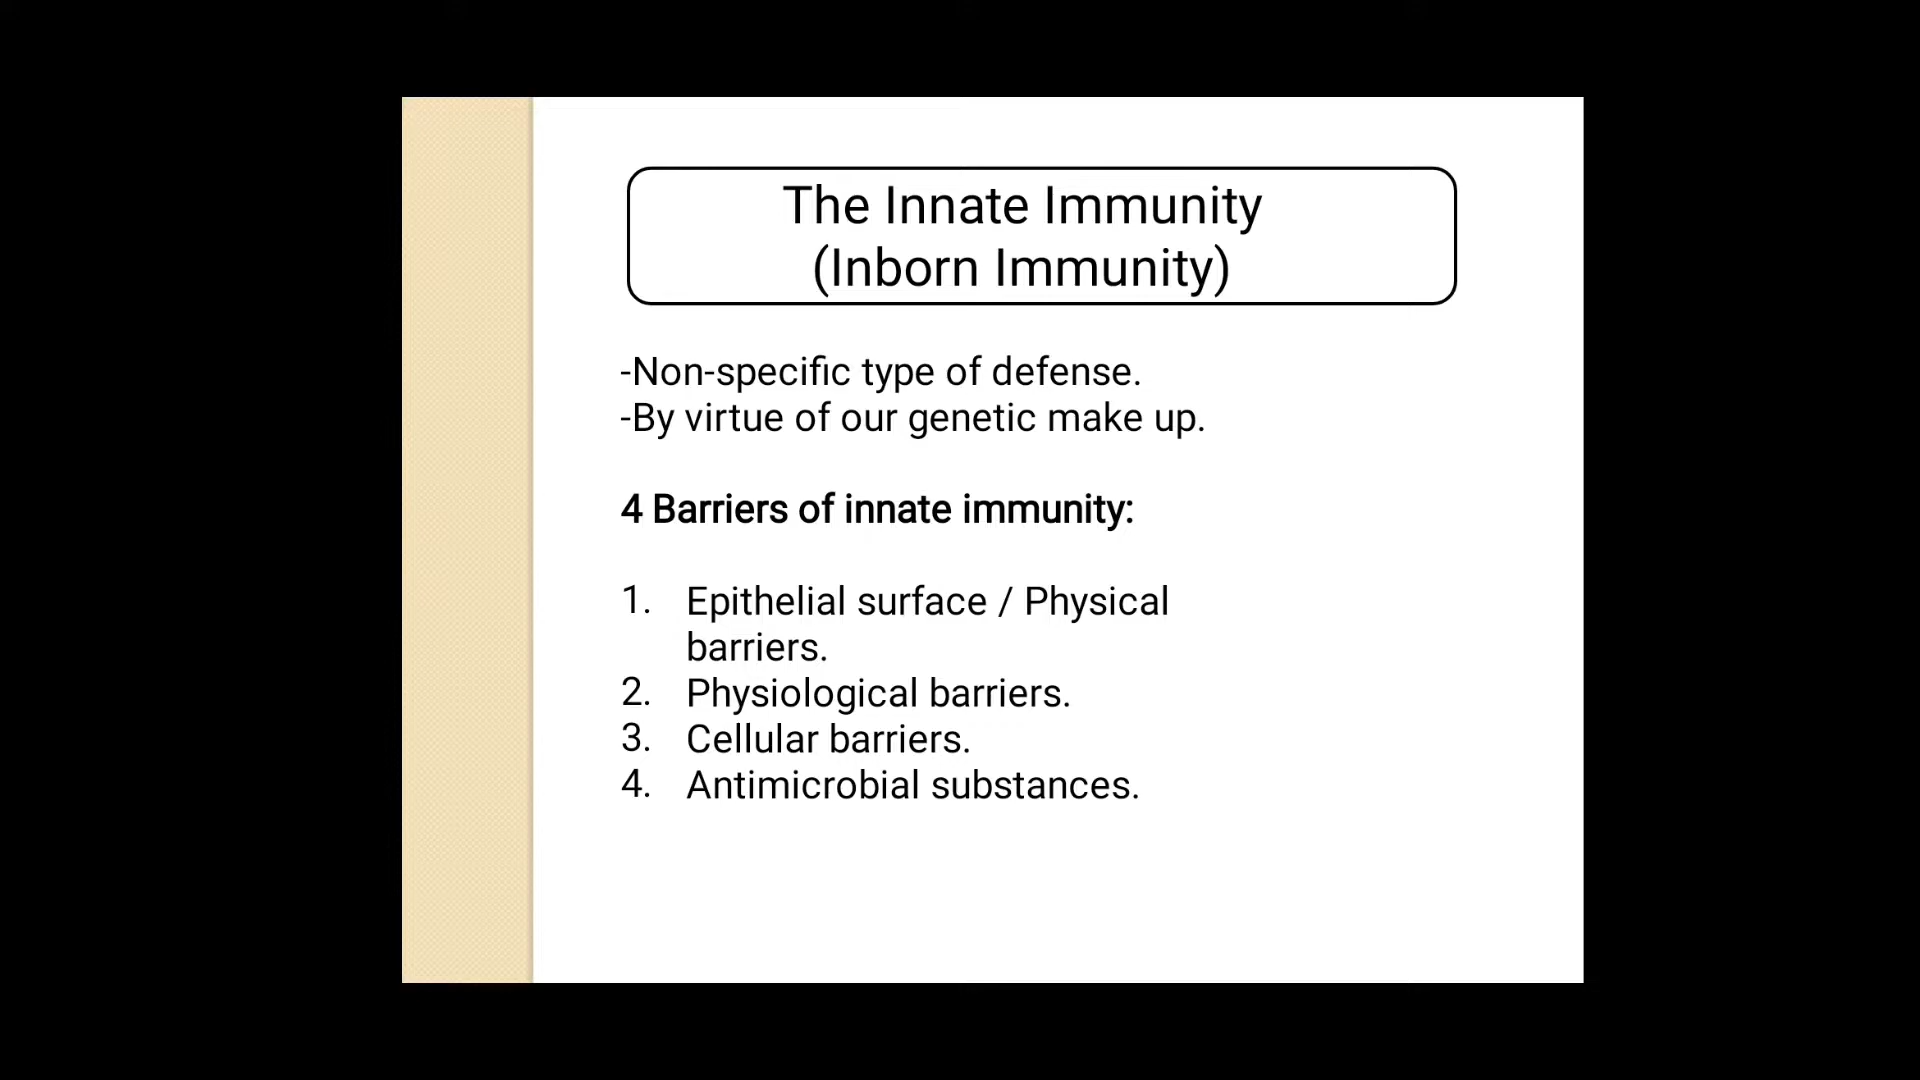 The Innate Immunity
(Inborn Immunity)
-Non-specific type of defense.
-By virtue of our genetic make up.
4 Barriers of innate immunity:
1. Epithelial surface / Physical
barriers.
2. Physiological barriers.
3. Cellular barriers.
4. Antimicrobial substances.